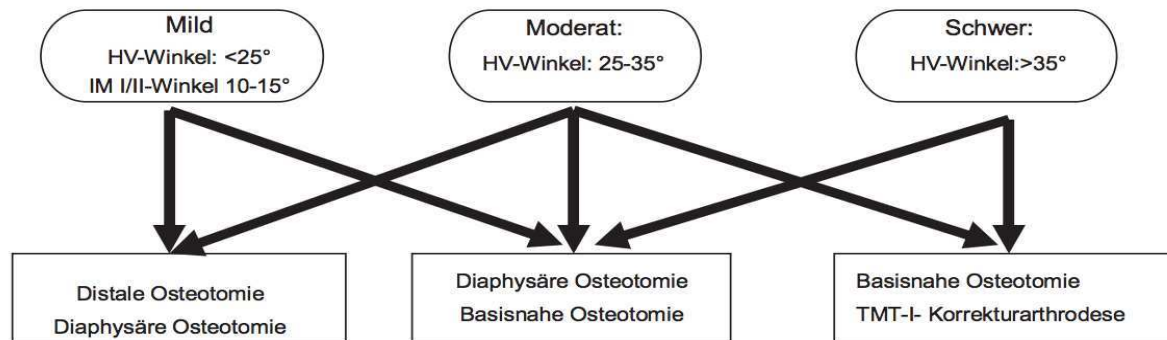 Mild
HV-Winkel: <25°
IM I/II-Winkel 10-15°
Moderat:
HV-Winkel: 25-35°
Schwer:
HV-Winkel:>35°
Distale Osteotomie
Diaphysäre Osteotomie
Diaphysäre Osteotomie
Basisnahe Osteotomie
Basisnahe Osteotomie
TMT-I- Korrekturarthrodese